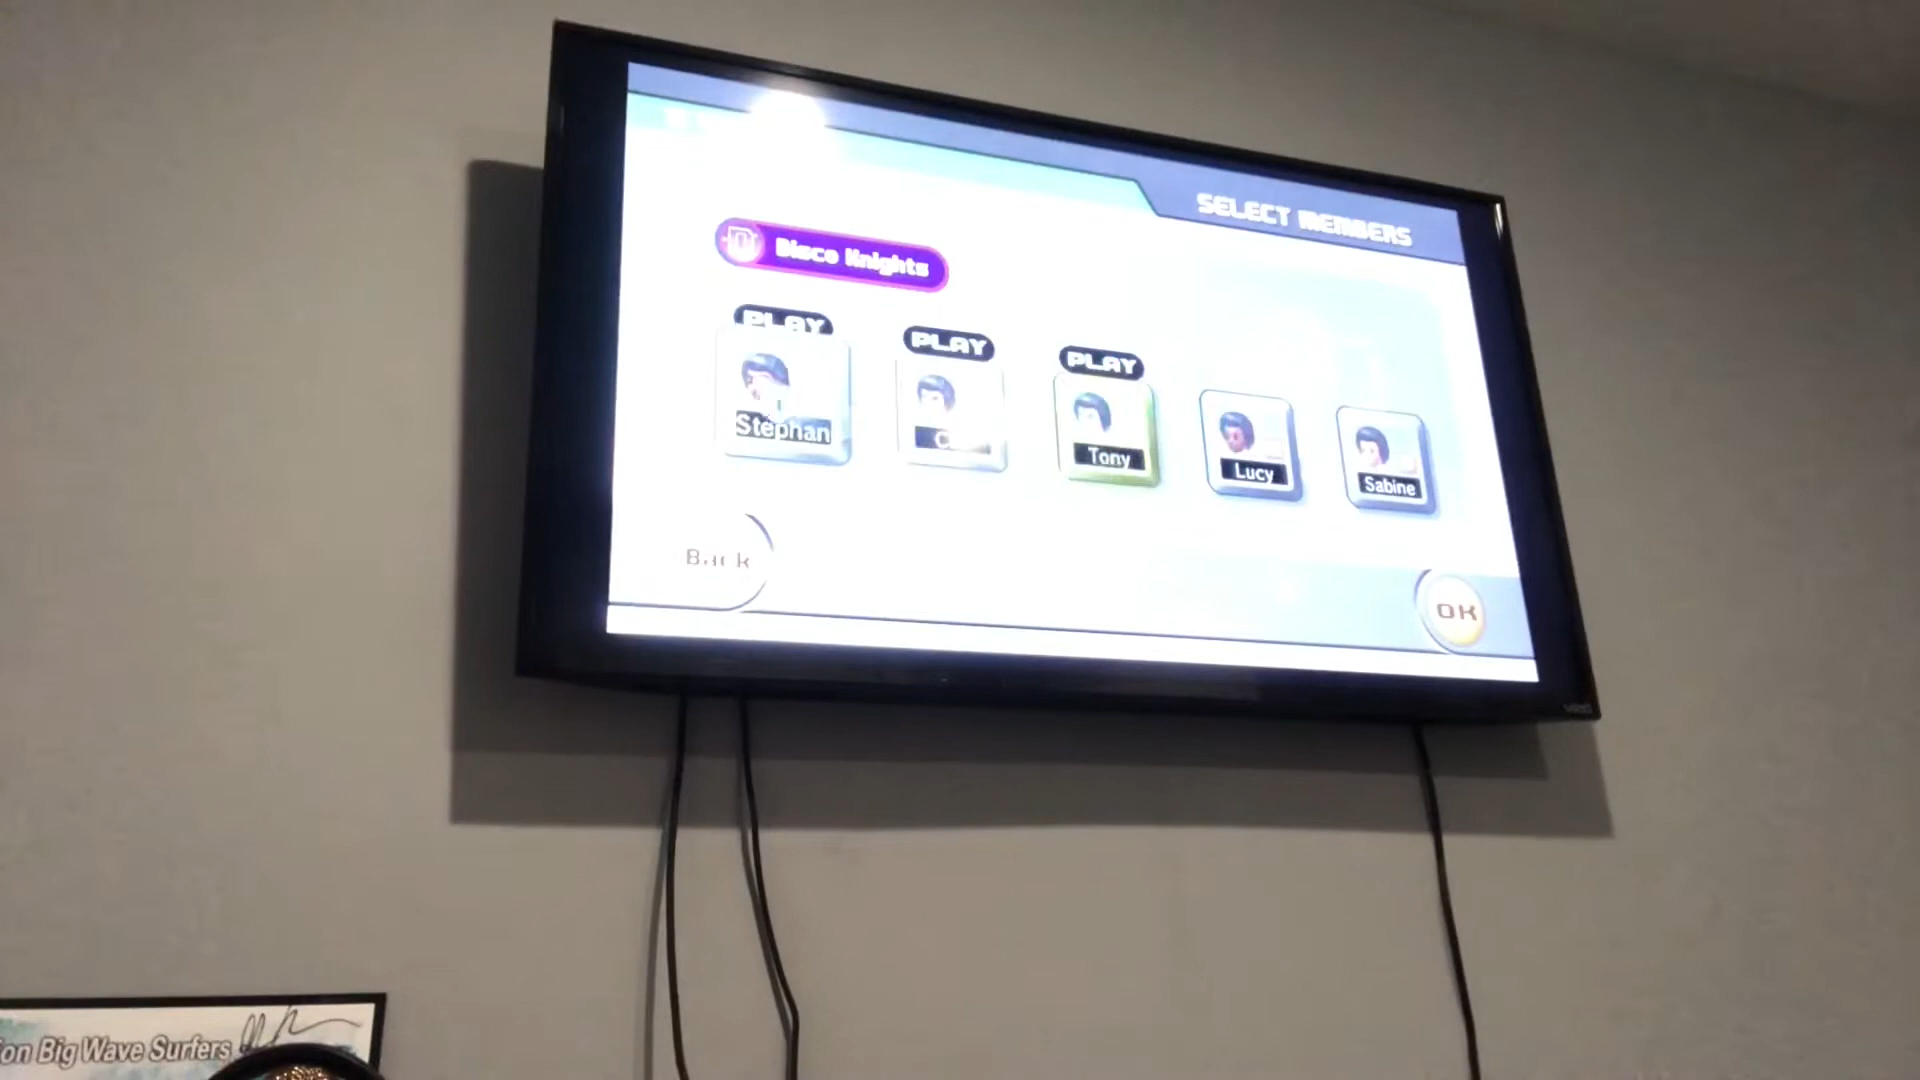 SELECT MEMBERS
Disco Knights
PLAY PLAY PLAY
Stephan Tony Lucy Sabine
Back
OK
on Big Wave Surfers